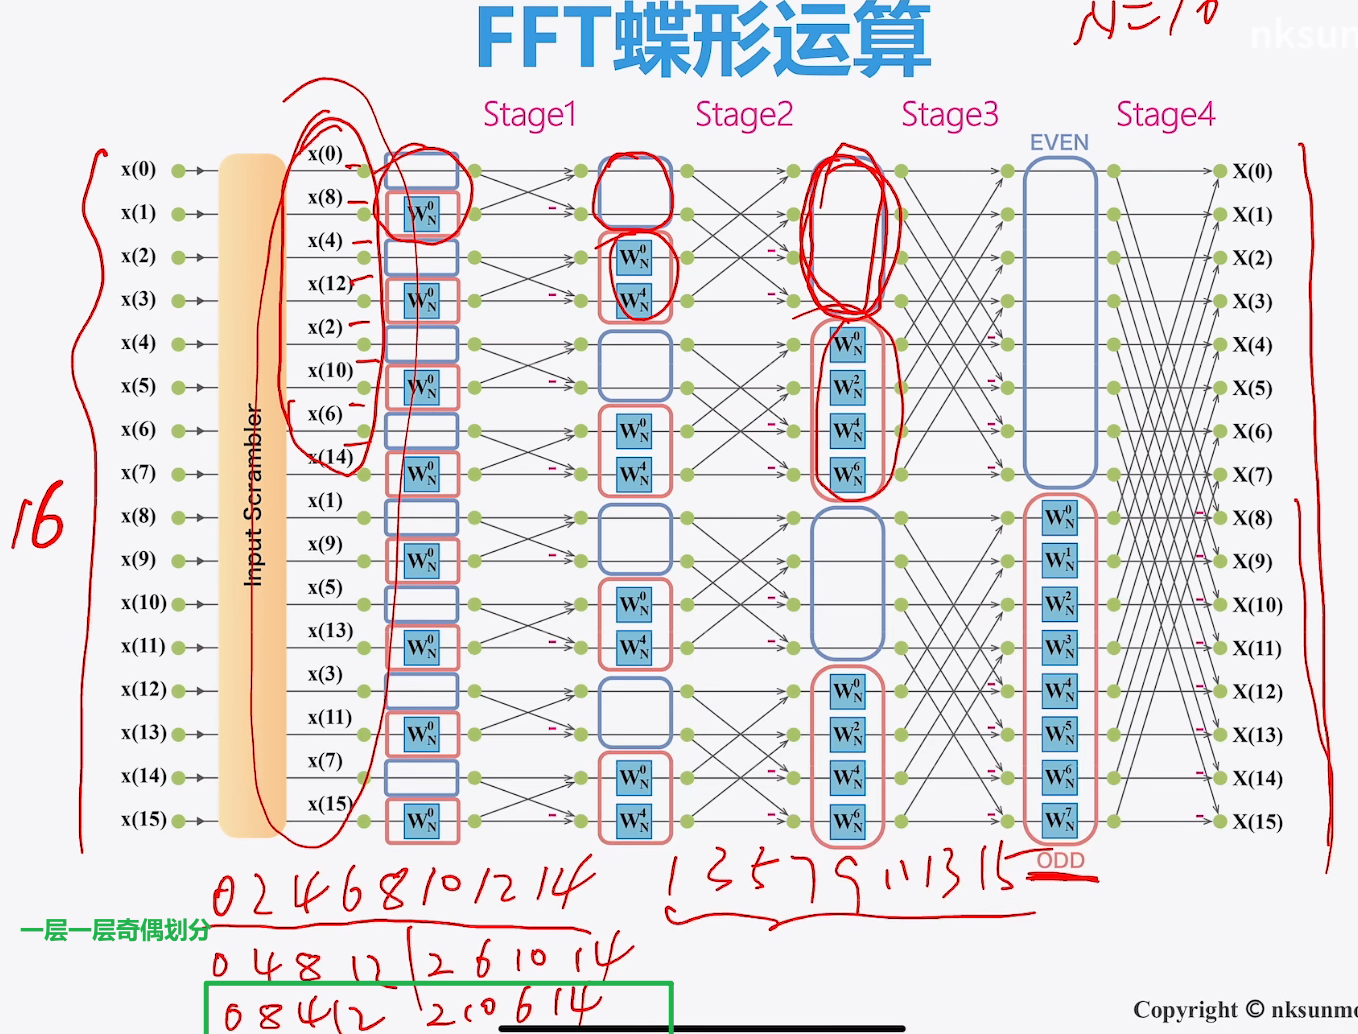 FFT蝶形运算
nksun
Stage1 Stage2 Stage3 Stage4
EVEN
x(0) x(0) X(0)
x(1) x(8) W_N^0 X(1)
x(2) x(4) W_N^0 X(2)
x(3) x(12) W_N^0 W_N^4 X(3)
x(4) x(2) W_N^0 X(4)
x(5) x(10) W_N^0 W_N^2 X(5)
x(6) x(6) W_N^0 W_N^4 X(6)
x(7) x(14) W_N^0 W_N^4 W_N^6 X(7)
16
x(8) x(1) W_N^0 X(8)
x(9) x(9) W_N^0 W_N^1 X(9)
x(10) x(5) W_N^0 W_N^2 X(10)
x(11) x(13) W_N^0 W_N^4 W_N^3 X(11)
x(12) x(3) W_N^0 W_N^4 X(12)
x(13) x(11) W_N^0 W_N^2 W_N^5 X(13)
x(14) x(7) W_N^0 W_N^4 W_N^6 X(14)
x(15) x(15) W_N^0 W_N^4 W_N^6 W_N^7 X(15)
Input Scrambler
ODD
0 2 4 6 8 10 12 14 1 3 5 7 9 11 13 15
一层一层奇偶划分
0 4 8 12 | 2 6 10 14
0 8 4 12 2 10 6 14
Copyright © nksunmo